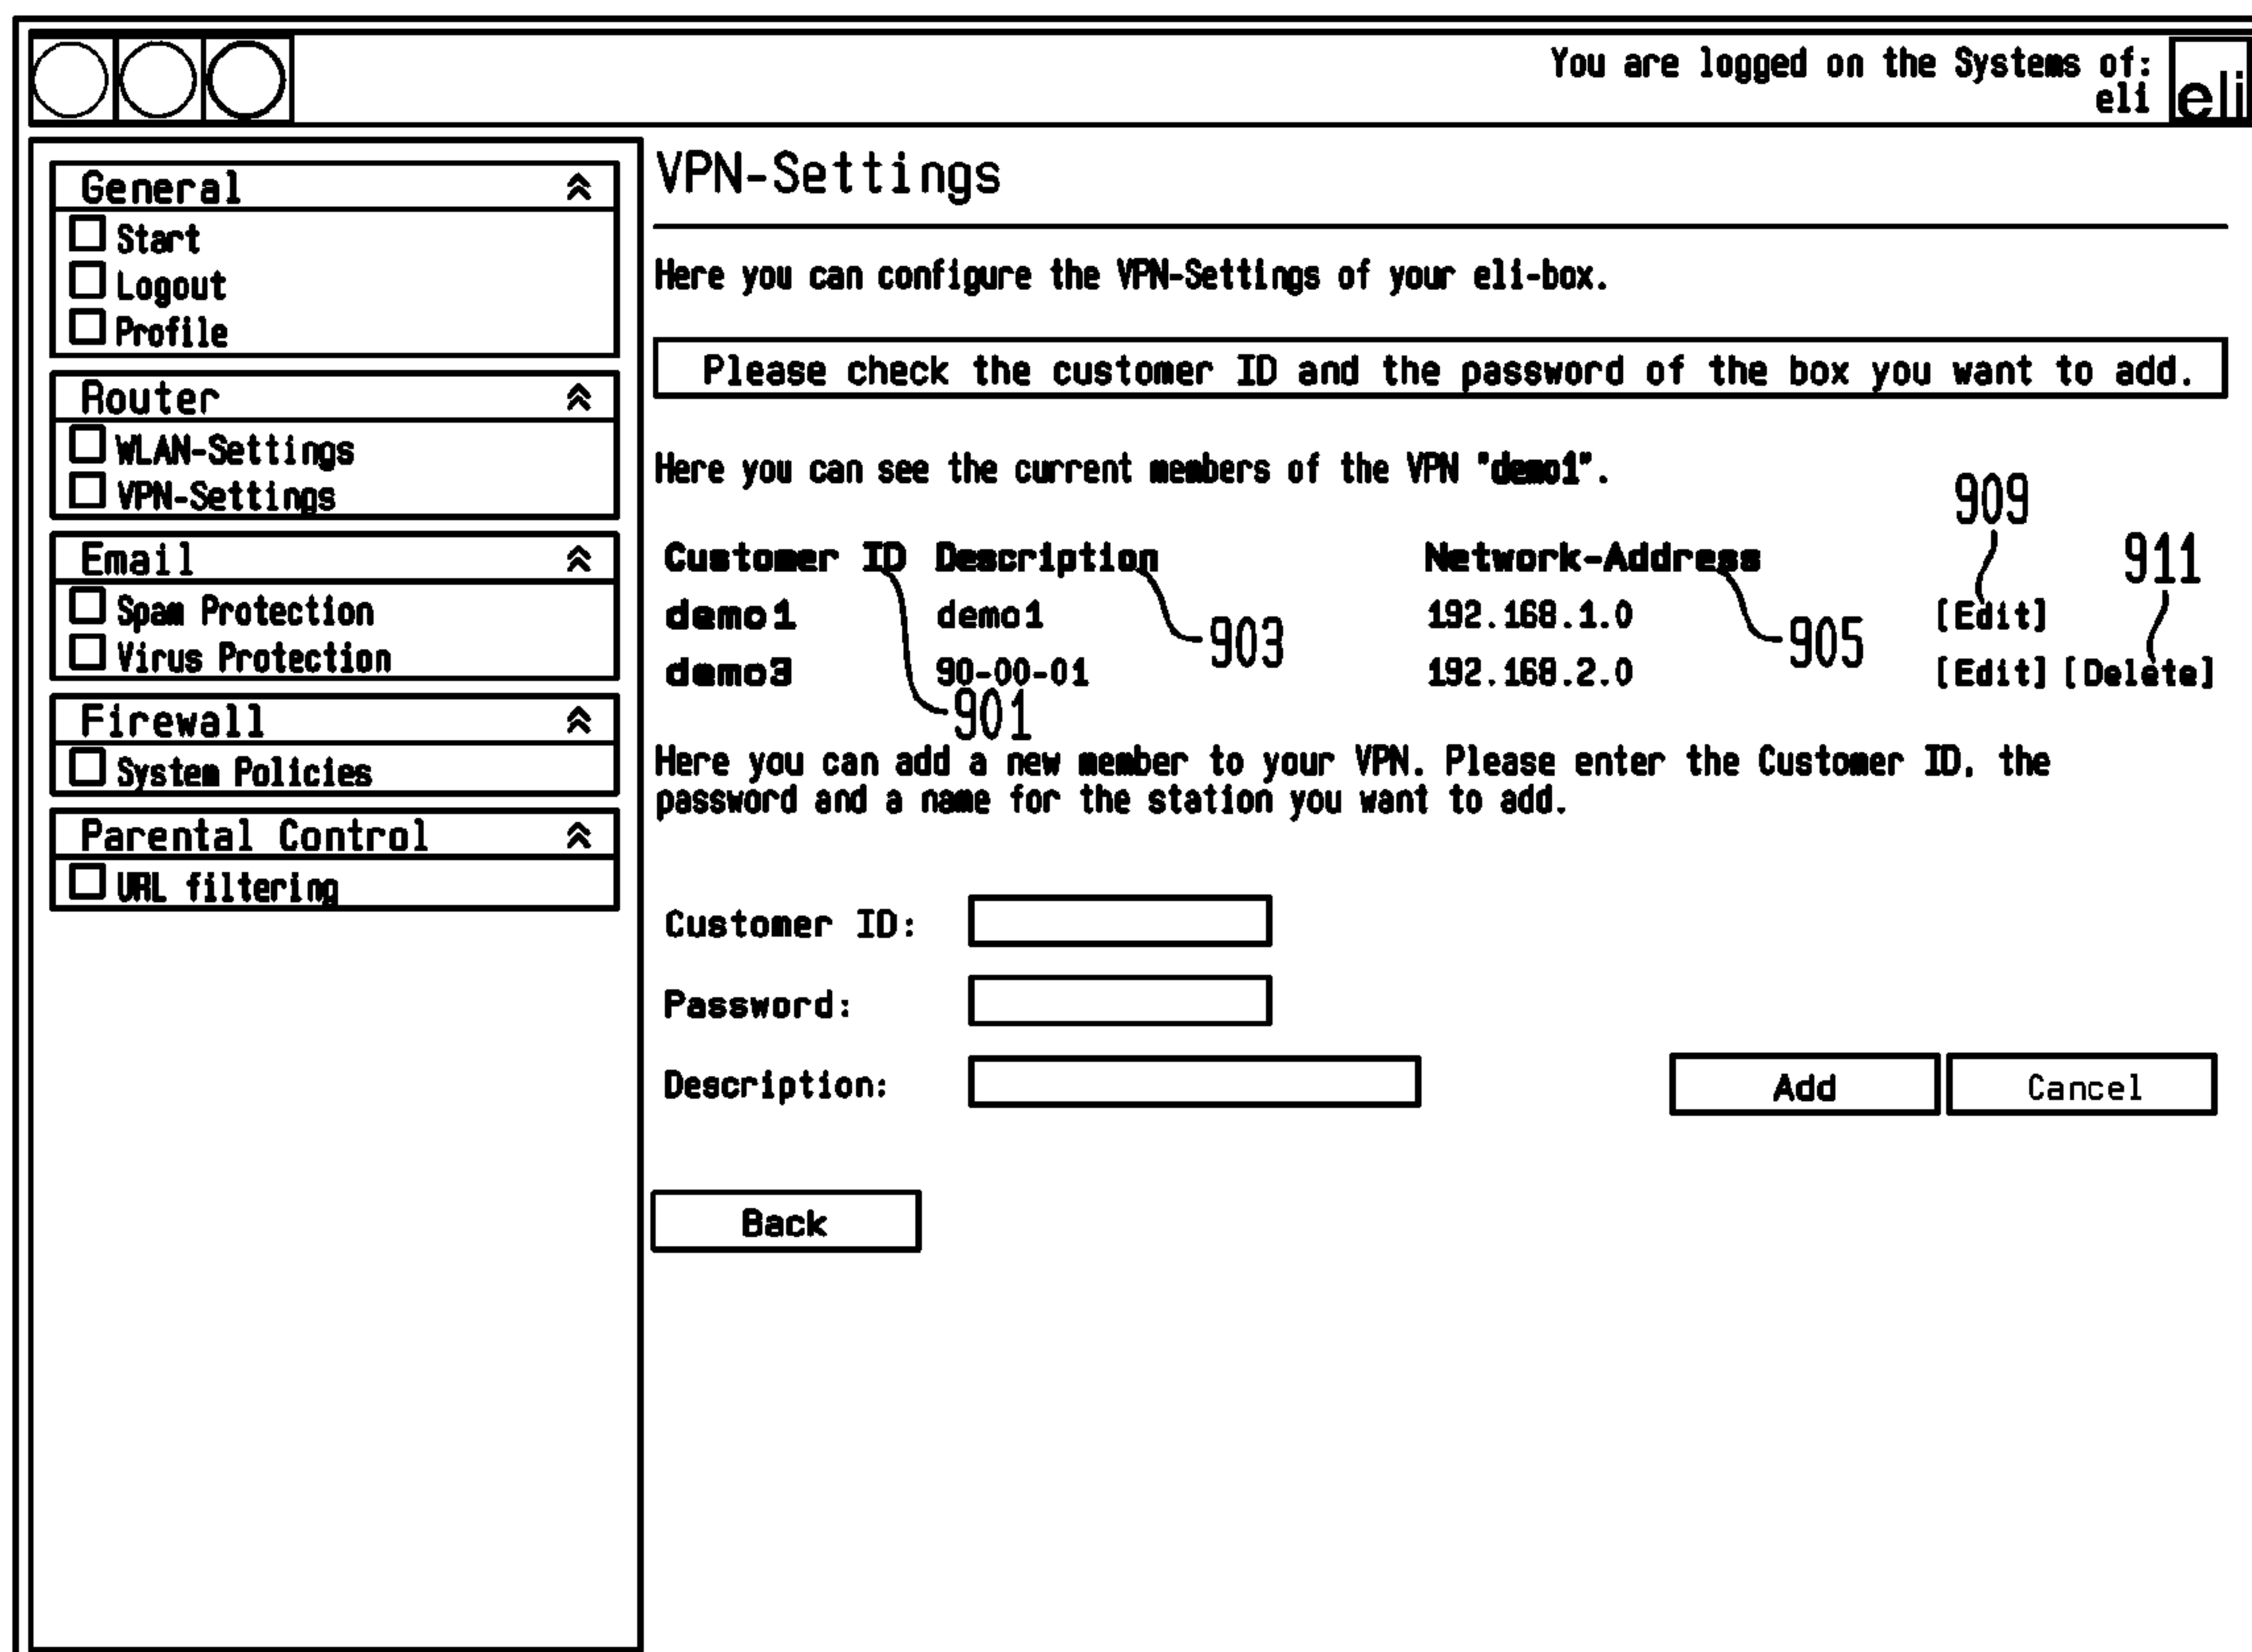 You are logged on the Systems of:
eli
eli
General
Start
Logout
Profile
Router
WLAN-Settings
VPN-Settings
Email
Spam Protection
Virus Protection
Firewall
System Policies
Parental Control
URL filtering
VPN-Settings
Here you can configure the VPN-Settings of your eli-box.
Please check the customer ID and the password of the box you want to add.
Here you can see the current members of the VPN "demo1".
909
911
Customer ID Description Network-Address
demo1 demo1 192.168.1.0 [Edit]
903
905
demo3 90-00-01 192.168.2.0 [Edit] [Delete]
901
Here you can add a new member to your VPN. Please enter the Customer ID, the
password and a name for the station you want to add.
Customer ID:
Password:
Description:
Add Cancel
Back